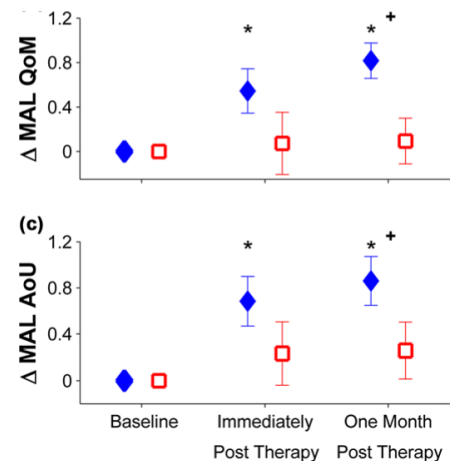 1.2
* * +
0.8
0.4
0
Δ MAL QoM
(c)
1.2
* * +
0.8
0.4
0
Δ MAL AoU
Baseline Immediately One Month
Post Therapy Post Therapy